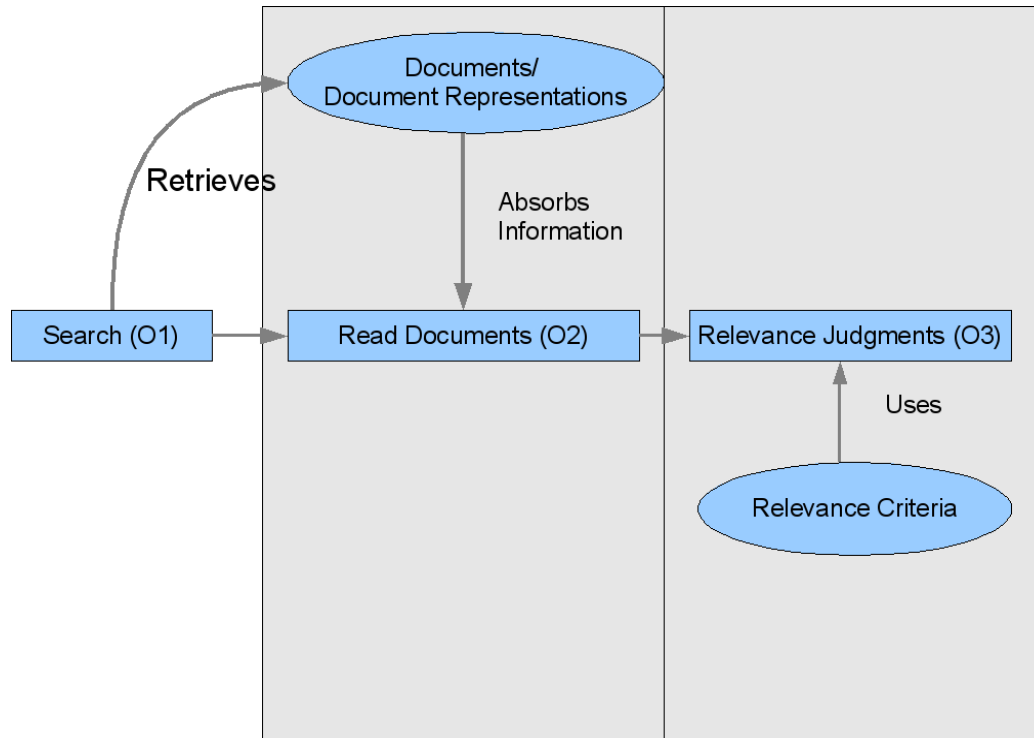 Documents/
Document Representations
Retrieves
Absorbs
Information
Search (O1)
Read Documents (O2)
Relevance Judgments (O3)
Uses
Relevance Criteria